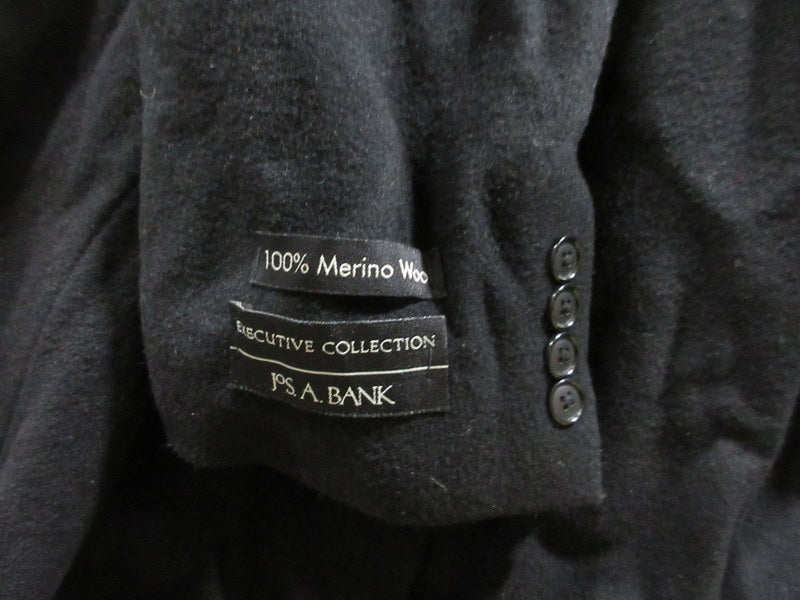 100% Merino Woo
EXECUTIVE COLLECTION
JOS. A. BANK